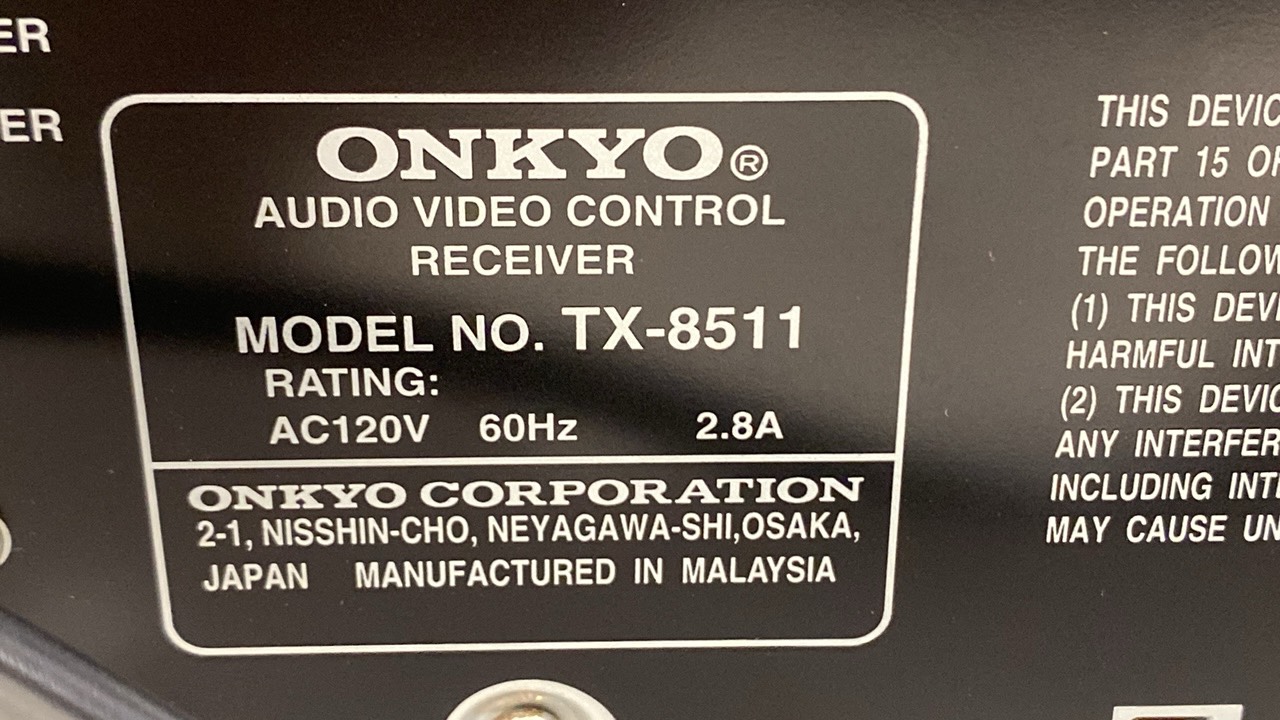 ER
ER
ONKYO®
AUDIO VIDEO CONTROL
RECEIVER
MODEL NO. TX-8511
RATING:
AC120V 60Hz 2.8A
ONKYO CORPORATION
2-1, NISSHIN-CHO, NEYAGAWA-SHI,OSAKA,
JAPAN MANUFACTURED IN MALAYSIA
THIS DEVIC
PART 15 OF
OPERATION
THE FOLLOW
(1) THIS DEVI
HARMFUL INT
(2) THIS DEVIC
ANY INTERFER
INCLUDING INT
MAY CAUSE UN